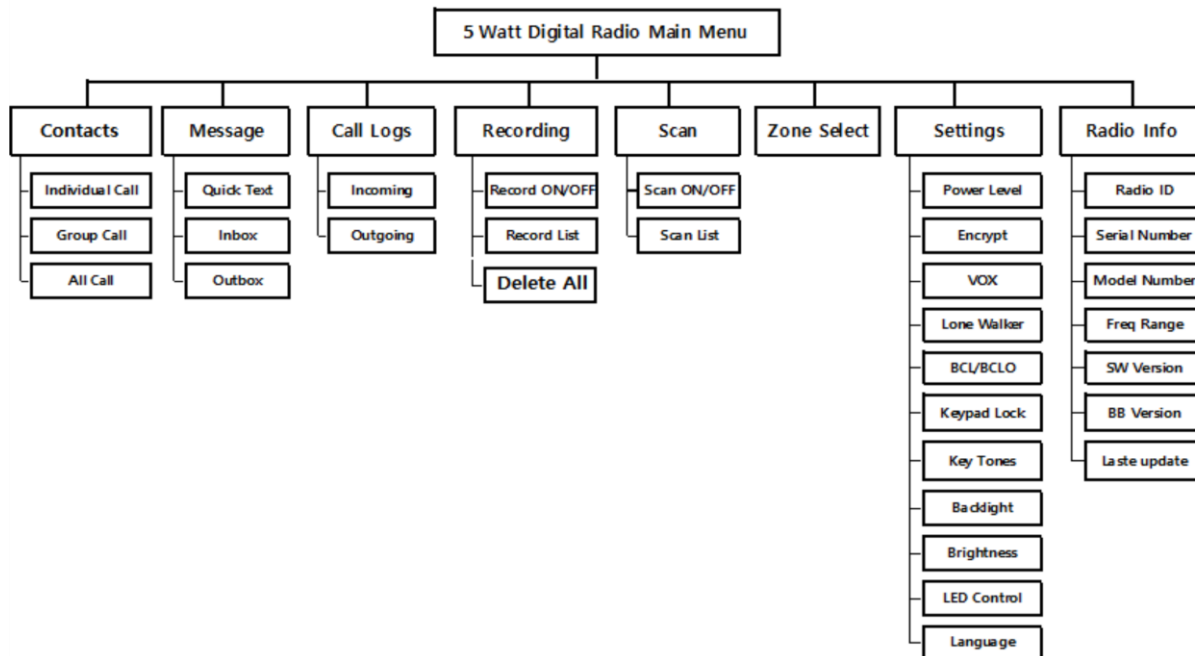 5 Watt Digital Radio Main Menu
Contacts
Individual Call
Group Call
All Call
Message
Quick Text
Inbox
Outbox
Call Logs
Incoming
Outgoing
Recording
Record ON/OFF
Record List
Delete All
Scan
Scan ON/OFF
Scan List
Zone Select
Settings
Power Level
Encrypt
VOX
Lone Walker
BCL/BCLO
Keypad Lock
Key Tones
Backlight
Brightness
LED Control
Language
Radio Info
Radio ID
Serial Number
Model Number
Freq Range
SW Version
BB Version
Laste update